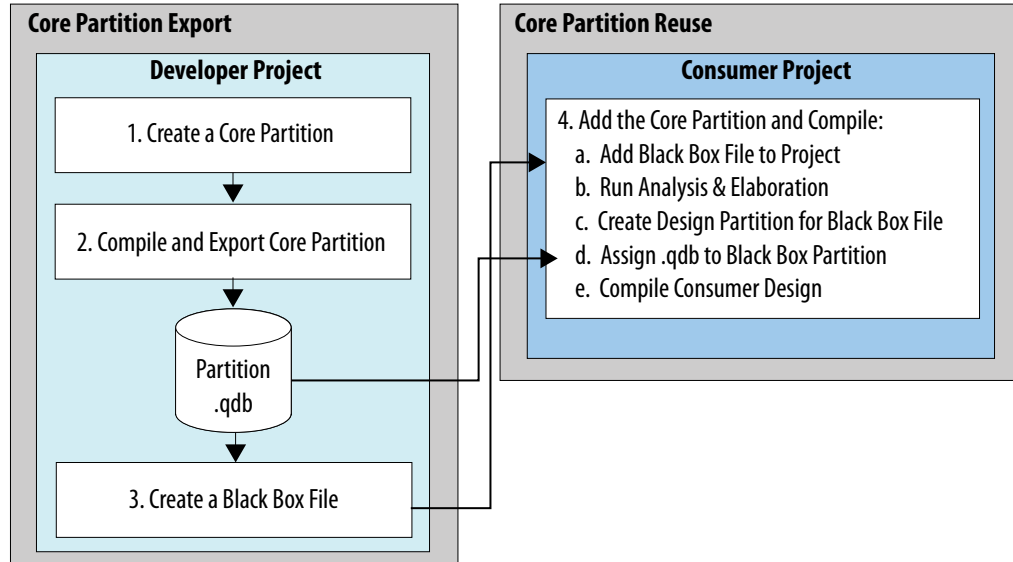 Core Partition Export
Developer Project
1. Create a Core Partition
2. Compile and Export Core Partition
Partition
.qdb
3. Create a Black Box File
Core Partition Reuse
Consumer Project
4. Add the Core Partition and Compile:
a. Add Black Box File to Project
b. Run Analysis & Elaboration
c. Create Design Partition for Black Box File
d. Assign .qdb to Black Box Partition
e. Compile Consumer Design